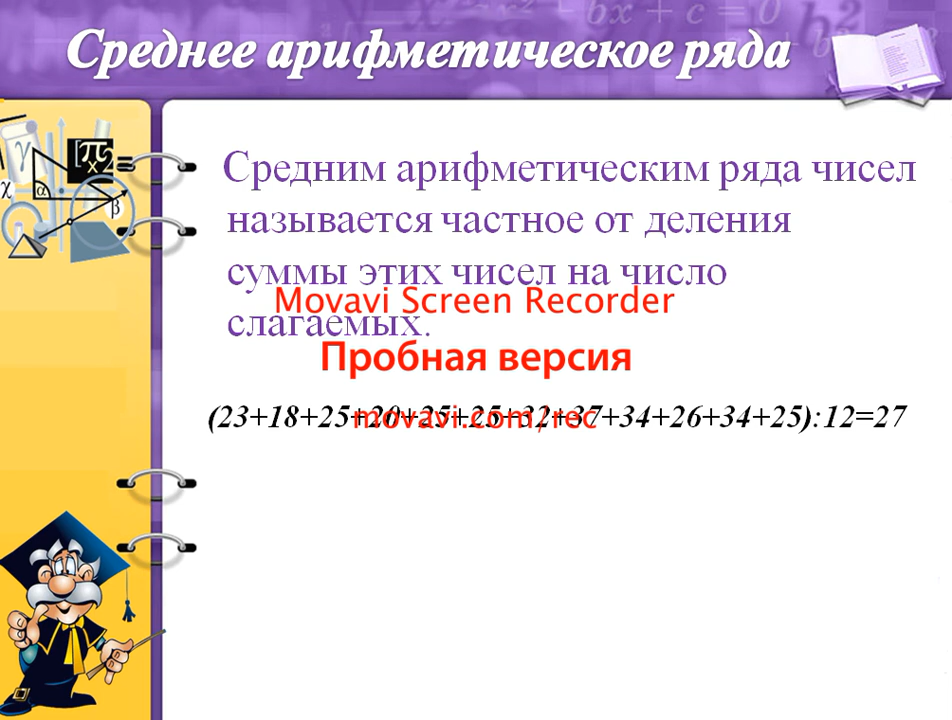 Среднее арифметическое ряда
Средним арифметическим ряда чисел
называется частное от деления
суммы этих чисел на число
Movavi Screen Recorder
слагаемых.
Пробная версия
(23+18+25+20+25+25+32+37+34+26+34+25):12=27
movavi.com/rec